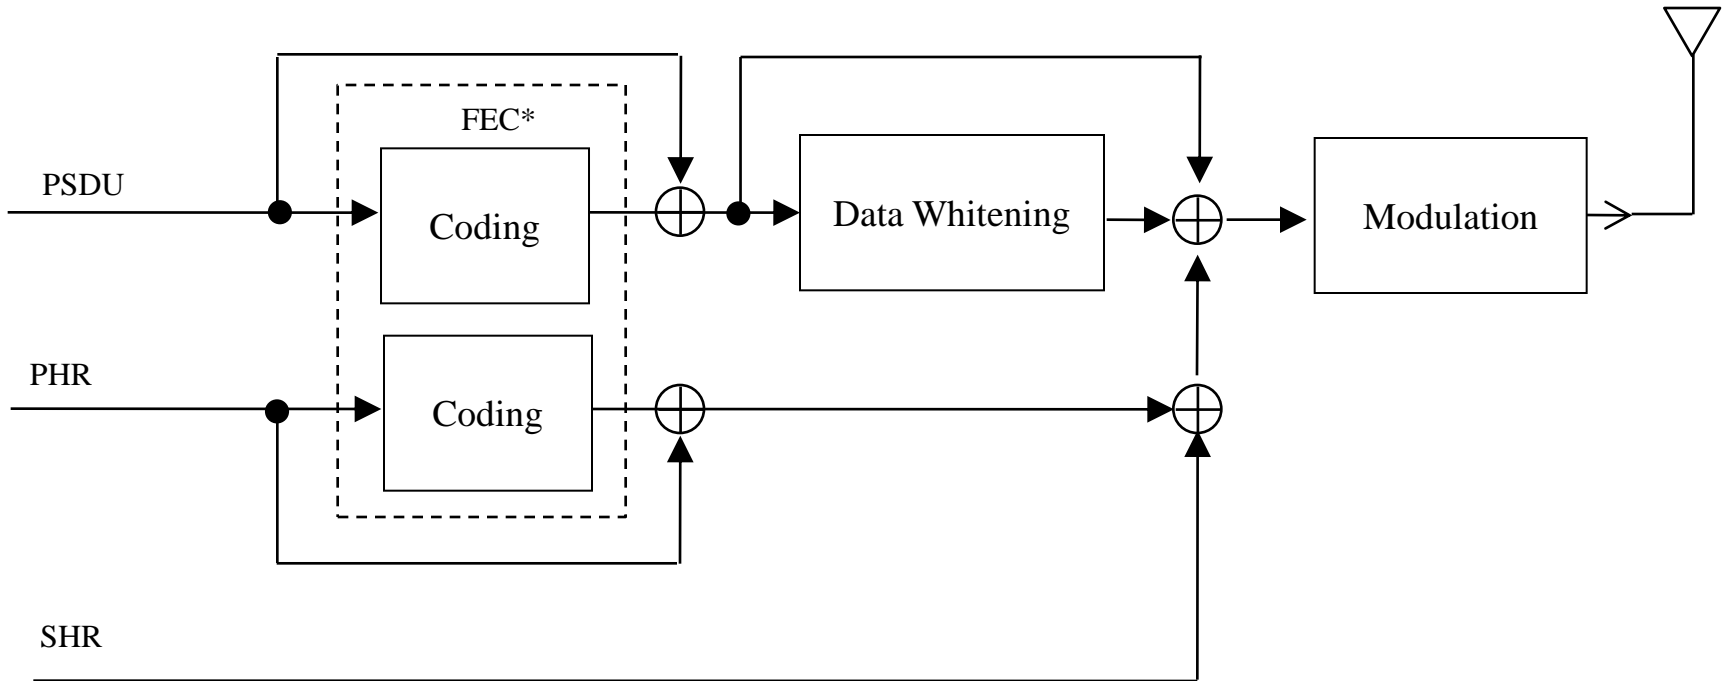 FEC*
PSDU
Coding
Data Whitening
Modulation
PHR
Coding
SHR